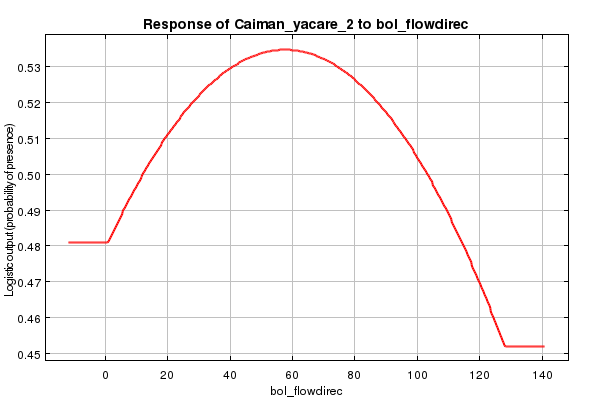 Response of Caiman_yacare_2 to bol_flowdirec
Logistic output (probability of presence)
0.53
0.52
0.51
0.50
0.49
0.48
0.47
0.46
0.45
0 20 40 60 80 100 120 140
bol_flowdirec